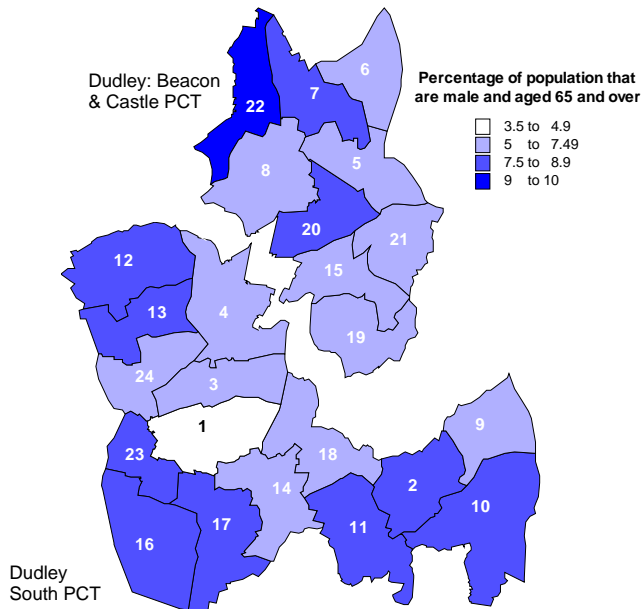 Dudley: Beacon
& Castle PCT
Percentage of population that
are male and aged 65 and over
3.5 to 4.9
5 to 7.49
7.5 to 8.9
9 to 10
6
7
22
5
8
20
21
12
15
13
4
19
24
3
1
9
23
18
2
14
10
17
11
16
Dudley
South PCT